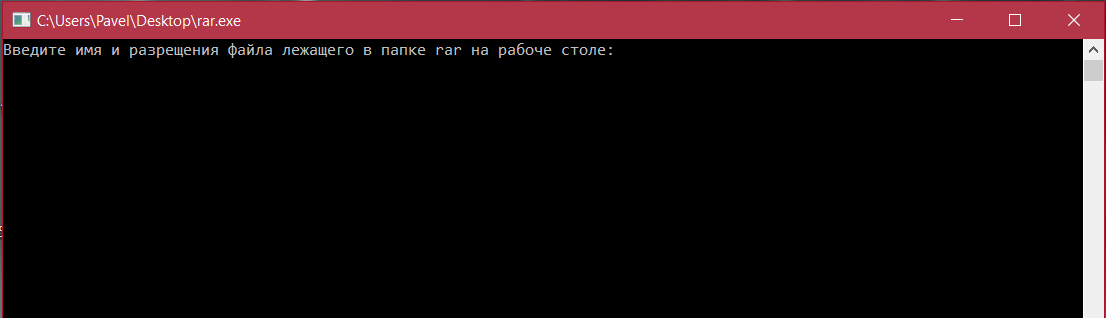 C:\Users\Pavel\Desktop\rar.exe
Введите имя и разрещения файла лежащего в папке rar на рабоче столе: